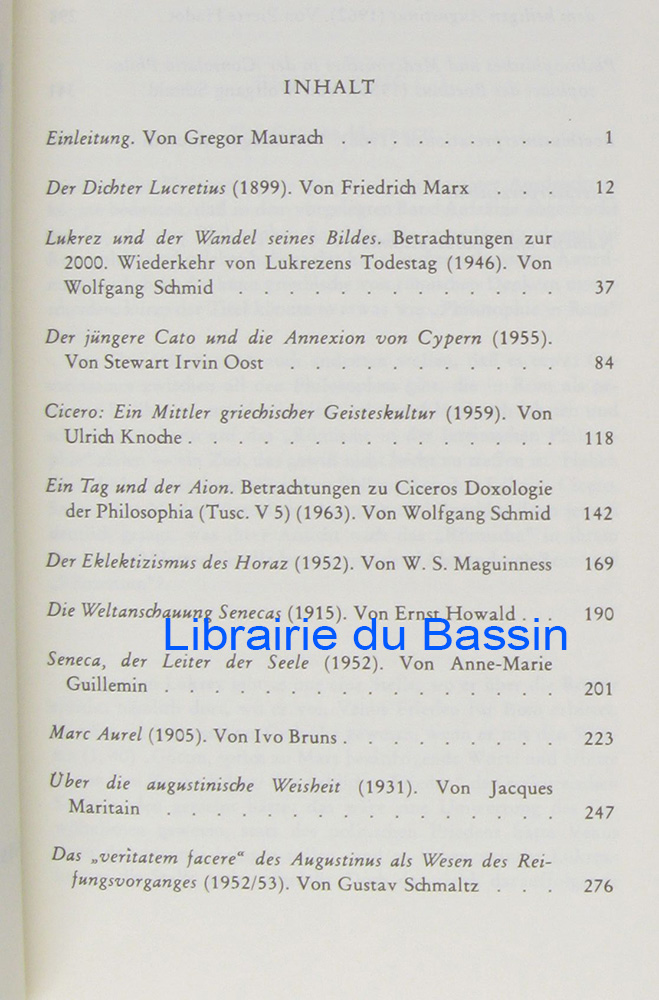 INHALT
Einleitung. Von Gregor Maurach . . . . . . . . . 1
Der Dichter Lucretius (1899). Von Friedrich Marx . . . 12
Lukrez und der Wandel seines Bildes. Betrachtungen zur
2000. Wiederkehr von Lukrezens Todestag (1946). Von
Wolfgang Schmid . . . . . . . . . . . . . 37
Der jüngere Cato und die Annexion von Cypern (1955).
Von Stewart Irvin Oost . . . . . . . . . . . 84
Cicero: Ein Mittler griechischer Geisteskultur (1959). Von
Ulrich Knoche . . . . . . . . . . . . . . . 118
Ein Tag und der Aion. Betrachtungen zu Ciceros Doxologie
der Philosophia (Tusc. V 5) (1963). Von Wolfgang Schmid 142
Der Eklektizismus des Horaz (1952). Von W. S. Maguinness 169
Die Weltanschauung Senecas (1915). Von Ernst Howald . . . 190
Librairie du Bassin
Seneca, der Leiter der Seele (1952). Von Anne-Marie
Guillemin . . . . . . . . . . . . . . . . 201
Marc Aurel (1905). Von Ivo Bruns . . . . . . . . . 223
Über die augustinische Weisheit (1931). Von Jacques
Maritain . . . . . . . . . . . . . . . . 247
Das „veritatem facere“ des Augustinus als Wesen des Rei-
fungsvorganges (1952/53). Von Gustav Schmaltz . . . 276